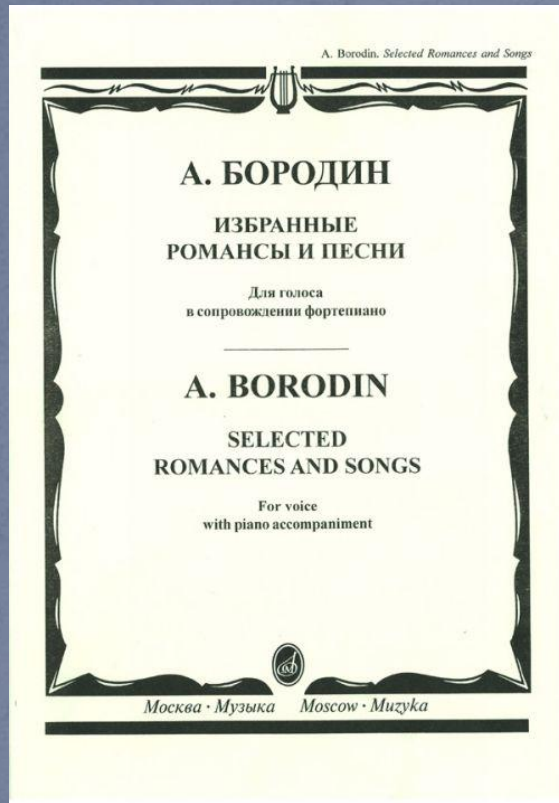 A. Borodin. Selected Romances and Songs
А. БОРОДИН
ИЗБРАННЫЕ
РОМАНСЫ И ПЕСНИ
Для голоса
в сопровождении фортепиано
A. BORODIN
SELECTED
ROMANCES AND SONGS
For voice
with piano accompaniment
Москва · Музыка Moscow · Muzyka